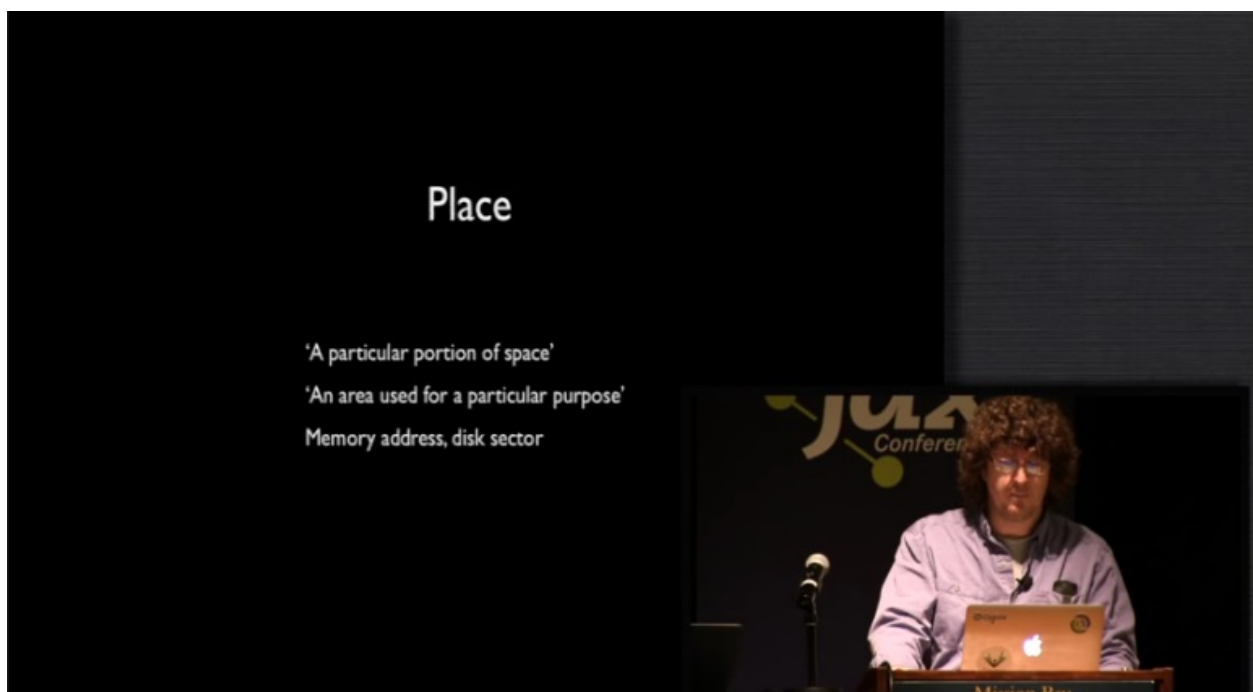 Place
‘A particular portion of space’
‘An area used for a particular purpose’
Memory address, disk sector
Conferen